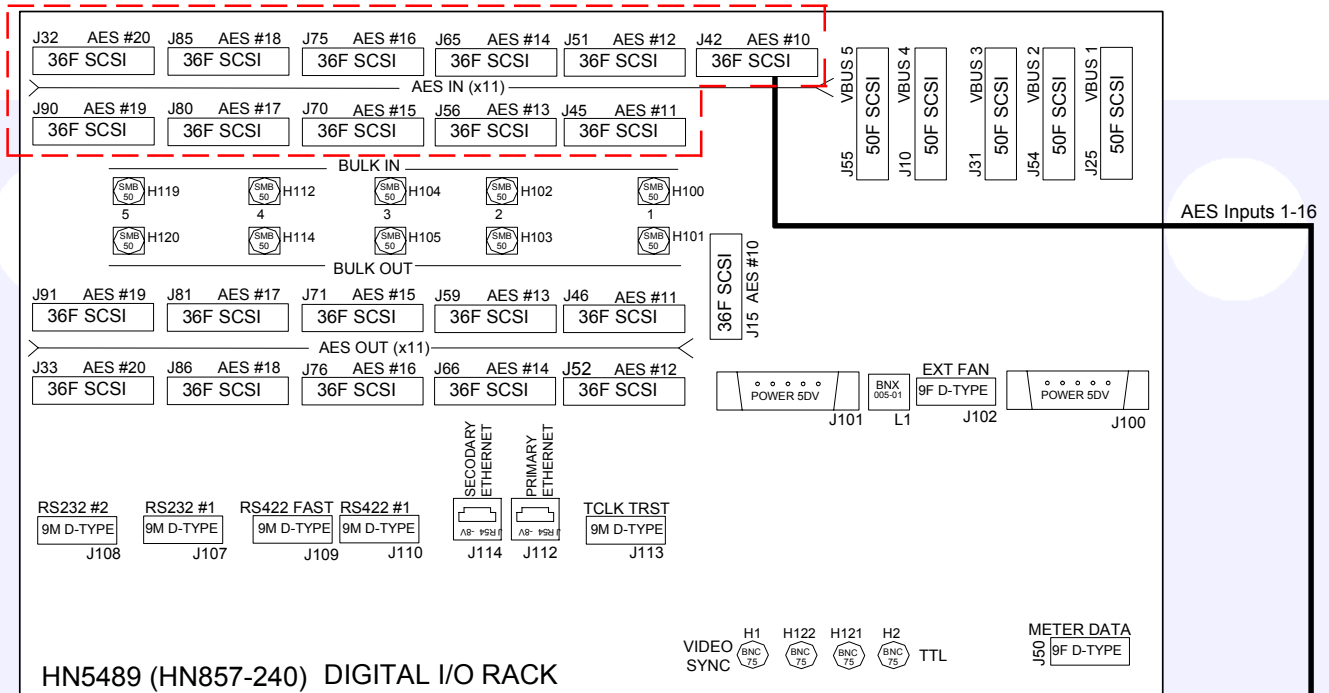 J32 AES #20 J85 AES #18 J75 AES #16 J65 AES #14 J51 AES #12 J42 AES #10
36F SCSI 36F SCSI 36F SCSI 36F SCSI 36F SCSI 36F SCSI
AES IN (x11)
J90 AES #19 J80 AES #17 J70 AES #15 J56 AES #13 J45 AES #11
36F SCSI 36F SCSI 36F SCSI 36F SCSI 36F SCSI
J55 VBUS 5 50F SCSI
J10 VBUS 4 50F SCSI
J31 VBUS 3 50F SCSI
J54 VBUS 2 50F SCSI
J25 VBUS 1 50F SCSI
AES Inputs 1-16
BULK IN
SMB 50 H119 SMB 50 H112 SMB 50 H104 SMB 50 H102 SMB 50 H100
5 4 3 2 1
SMB 50 H120 SMB 50 H114 SMB 50 H105 SMB 50 H103 SMB 50 H101
BULK OUT
36F SCSI
J15 AES #10
J91 AES #19 J81 AES #17 J71 AES #15 J59 AES #13 J46 AES #11
36F SCSI 36F SCSI 36F SCSI 36F SCSI 36F SCSI
AES OUT (x11)
J33 AES #20 J86 AES #18 J76 AES #16 J66 AES #14 J52 AES #12
36F SCSI 36F SCSI 36F SCSI 36F SCSI 36F SCSI
POWER 5DV
J101
BNX
005-01
L1
EXT FAN
9F D-TYPE
J102
POWER 5DV
J100
RS232 #2
9M D-TYPE
J108
RS232 #1
9M D-TYPE
J107
RS422 FAST
9M D-TYPE
J109
RS422 #1
9M D-TYPE
J110
SECODARY
ETHERNET
JR54 -8V
J114
PRIMARY
ETHERNET
JR54 -8V
J112
TCLK TRST
9M D-TYPE
J113
VIDEO
SYNC
H1 H122 H121 H2
BNC 75 BNC 75 BNC 75 BNC 75
TTL
METER DATA
J50 9F D-TYPE
HN5489 (HN857-240) DIGITAL I/O RACK